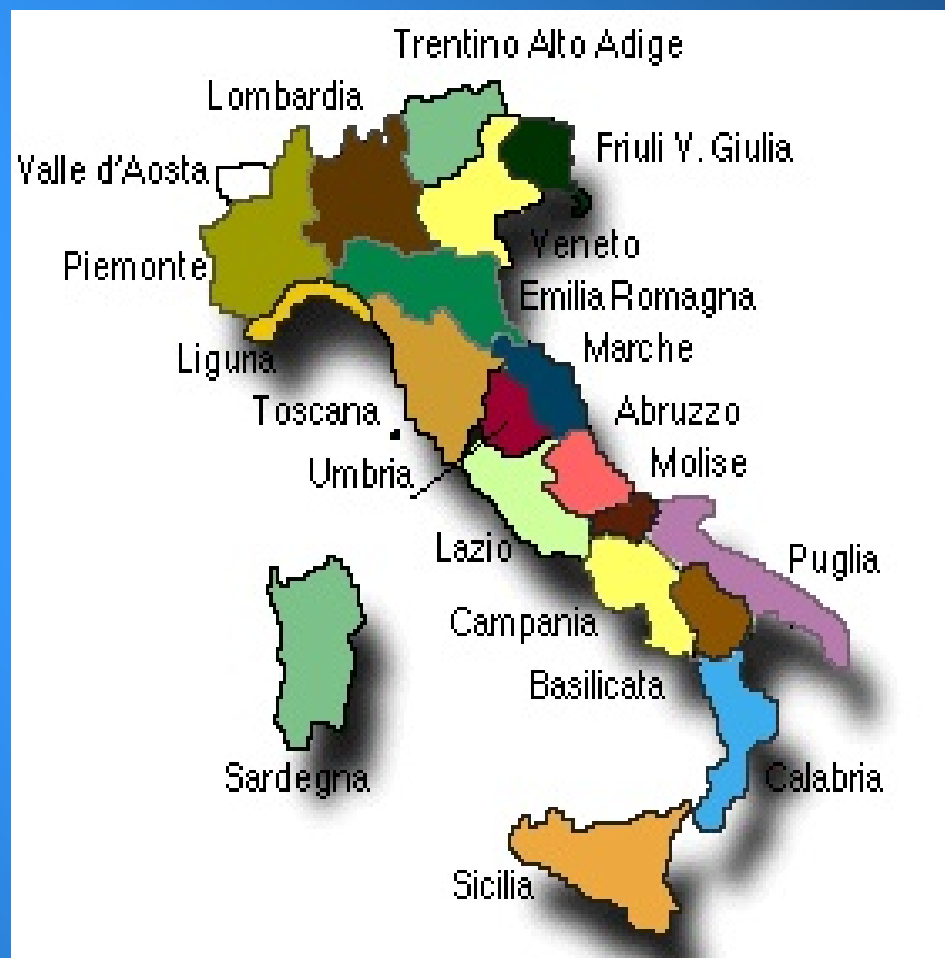 Trentino Alto Adige
Lombardia
Friuli V. Giulia
Valle d'Aosta
Veneto
Piemonte
Emilia Romagna
Marche
Liguria
Toscana
Abruzzo
Molise
Umbria
Lazio
Puglia
Campania
Basilicata
Sardegna
Calabria
Sicilia